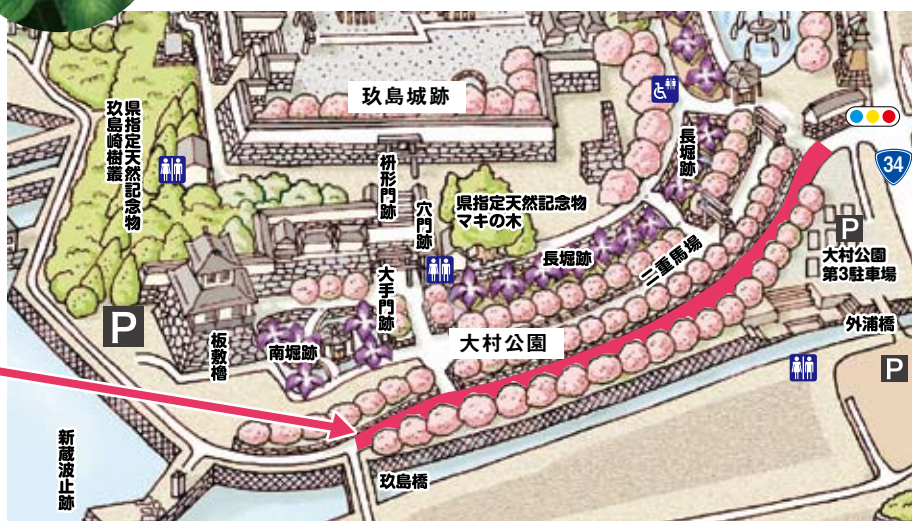 玖島城跡
県指定天然記念物
玖島崎樹叢
桝形門跡
穴門跡
県指定天然記念物
マキの木
長堀跡
34
長堀跡
二重馬場
P
大村公園
第3駐車場
大手門跡
大村公園
外浦橋
P
板敷櫓
南堀跡
P
新蔵波止跡
玖島橋